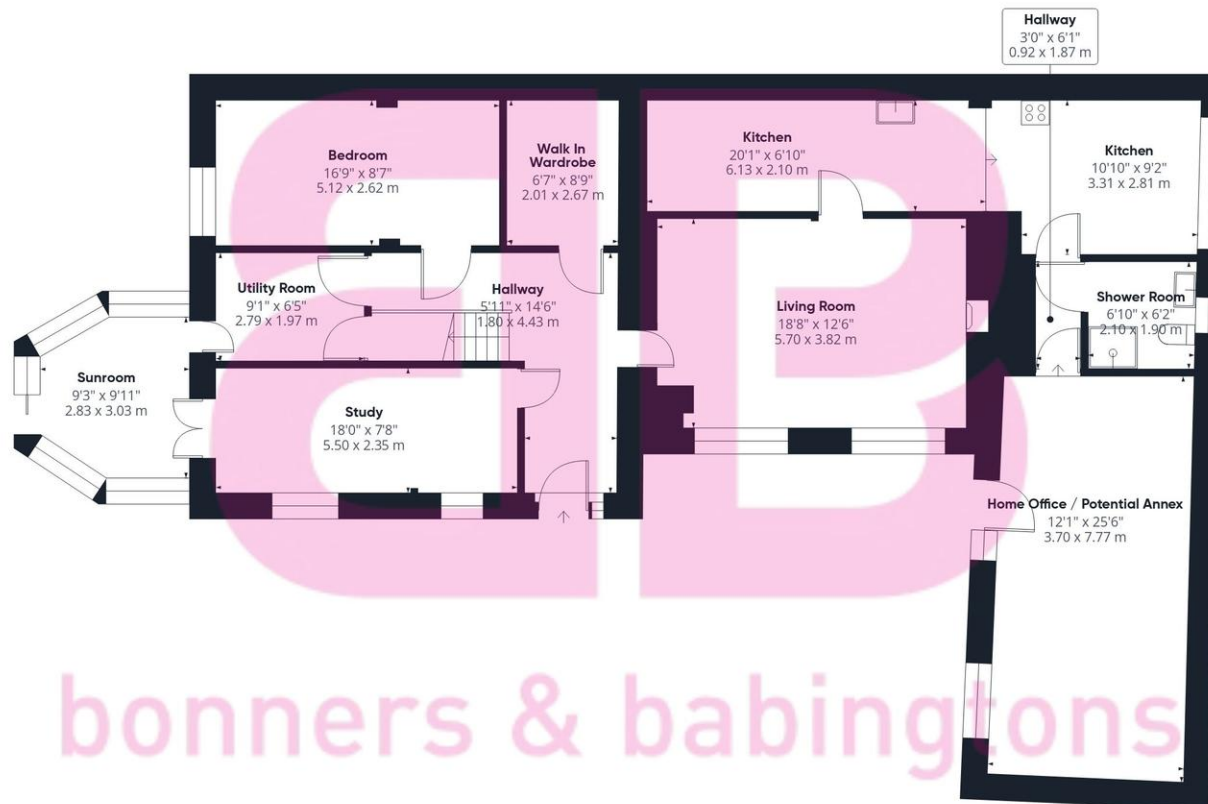 Hallway
3'0" x 6'1"
0.92 x 1.87 m
Bedroom
16'9" x 8'7"
5.12 x 2.62 m
Walk In
Wardrobe
6'7" x 8'9"
2.01 x 2.67 m
Kitchen
20'1" x 6'10"
6.13 x 2.10 m
Kitchen
10'10" x 9'2"
3.31 x 2.81 m
Utility Room
9'1" x 6'5"
2.79 x 1.97 m
Hallway
5'11" x 14'6"
1.80 x 4.43 m
Living Room
18'8" x 12'6"
5.70 x 3.82 m
Shower Room
6'10" x 6'2"
2.10 x 1.90 m
Sunroom
9'3" x 9'11"
2.83 x 3.03 m
Study
18'0" x 7'8"
5.50 x 2.35 m
Home Office / Potential Annex
12'1" x 25'6"
3.70 x 7.77 m
aB
bonners & babingtons